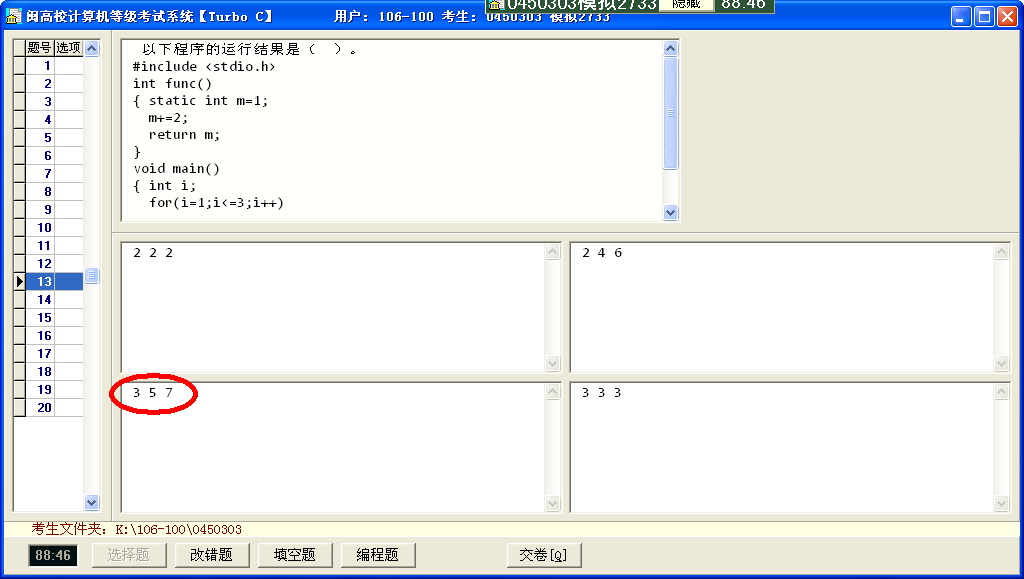 0450303模拟2733 隐藏 88:46
闽高校计算机等级考试系统【Turbo C】 用户: 106-100 考生: 0450303 模拟2733
题号 选项
1
2
3
4
5
6
7
8
9
10
11
12
13
14
15
16
17
18
19
20
以下程序的运行结果是（ ）。
#include <stdio.h>
int func()
{ static int m=1;
m+=2;
return m;
}
void main()
{ int i;
for(i=1;i<=3;i++)
2 2 2
2 4 6
3 5 7
3 3 3
考生文件夹: K:\106-100\0450303
88:46 选择题 改错题 填空题 编程题 交卷[Q]